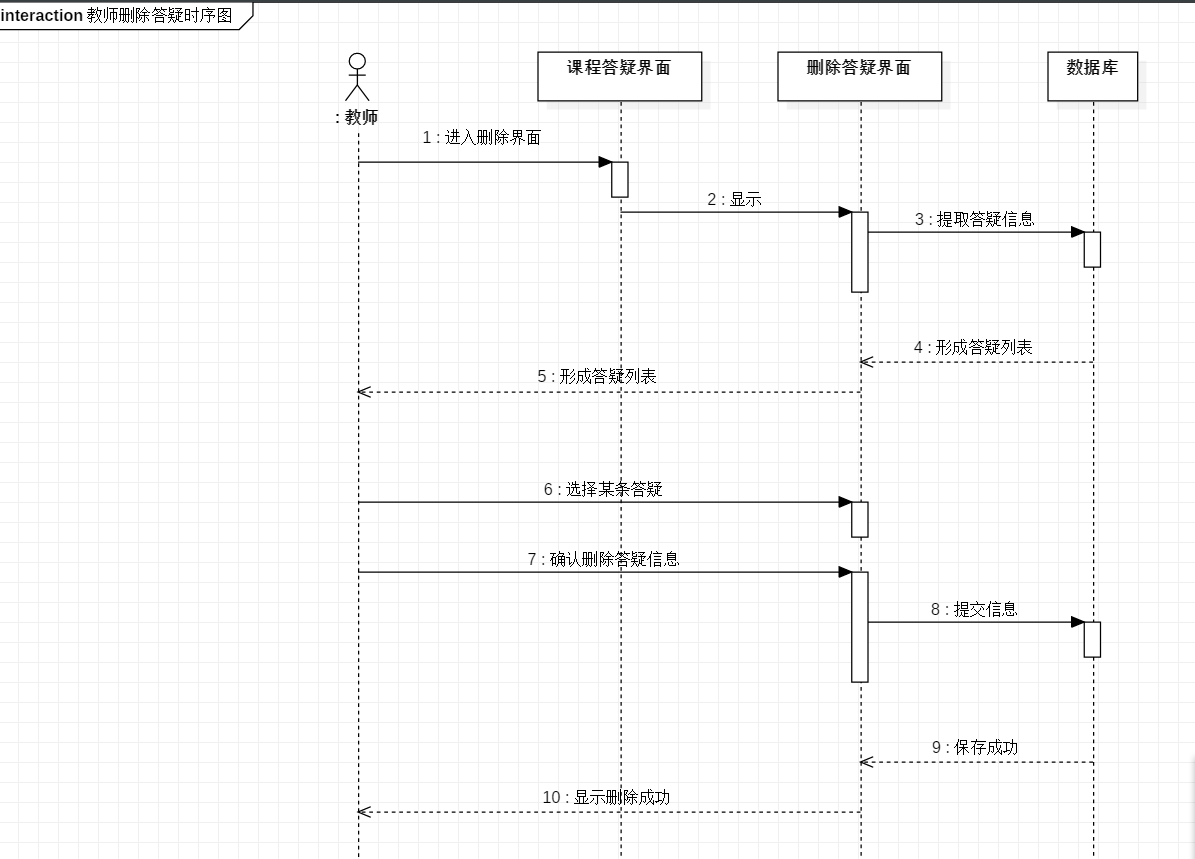 interaction 教师删除答疑时序图
课程答疑界面
删除答疑界面
数据库
: 教师
1 : 进入删除界面
2 : 显示
3 : 提取答疑信息
4 : 形成答疑列表
5 : 形成答疑列表
6 : 选择某条答疑
7 : 确认删除答疑信息
8 : 提交信息
9 : 保存成功
10 : 显示删除成功